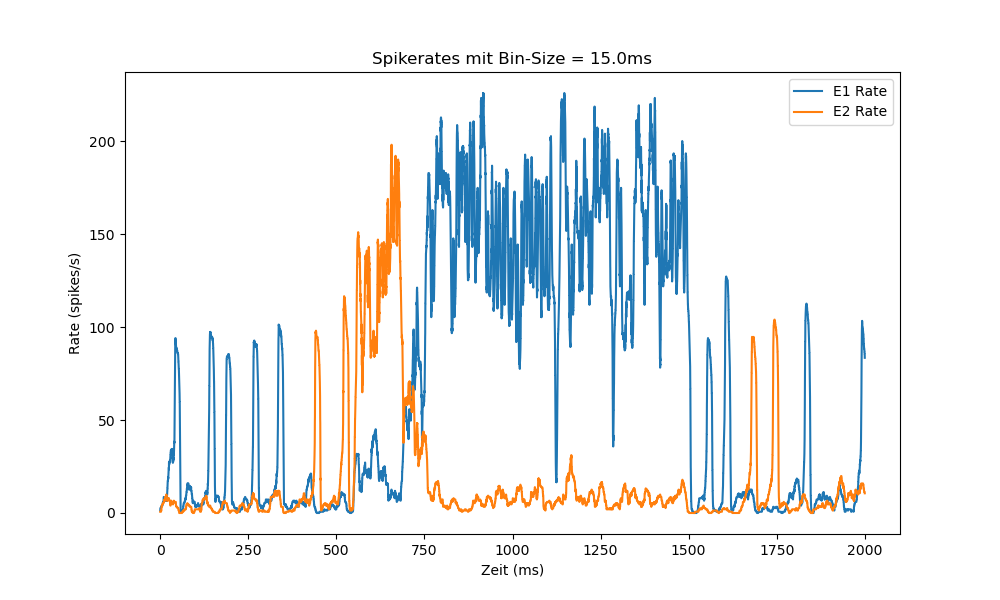 Spikerates mit Bin-Size = 15.0ms
E1 Rate
E2 Rate
200
150
100
50
0
Rate (spikes/s)
0 250 500 750 1000 1250 1500 1750 2000
Zeit (ms)